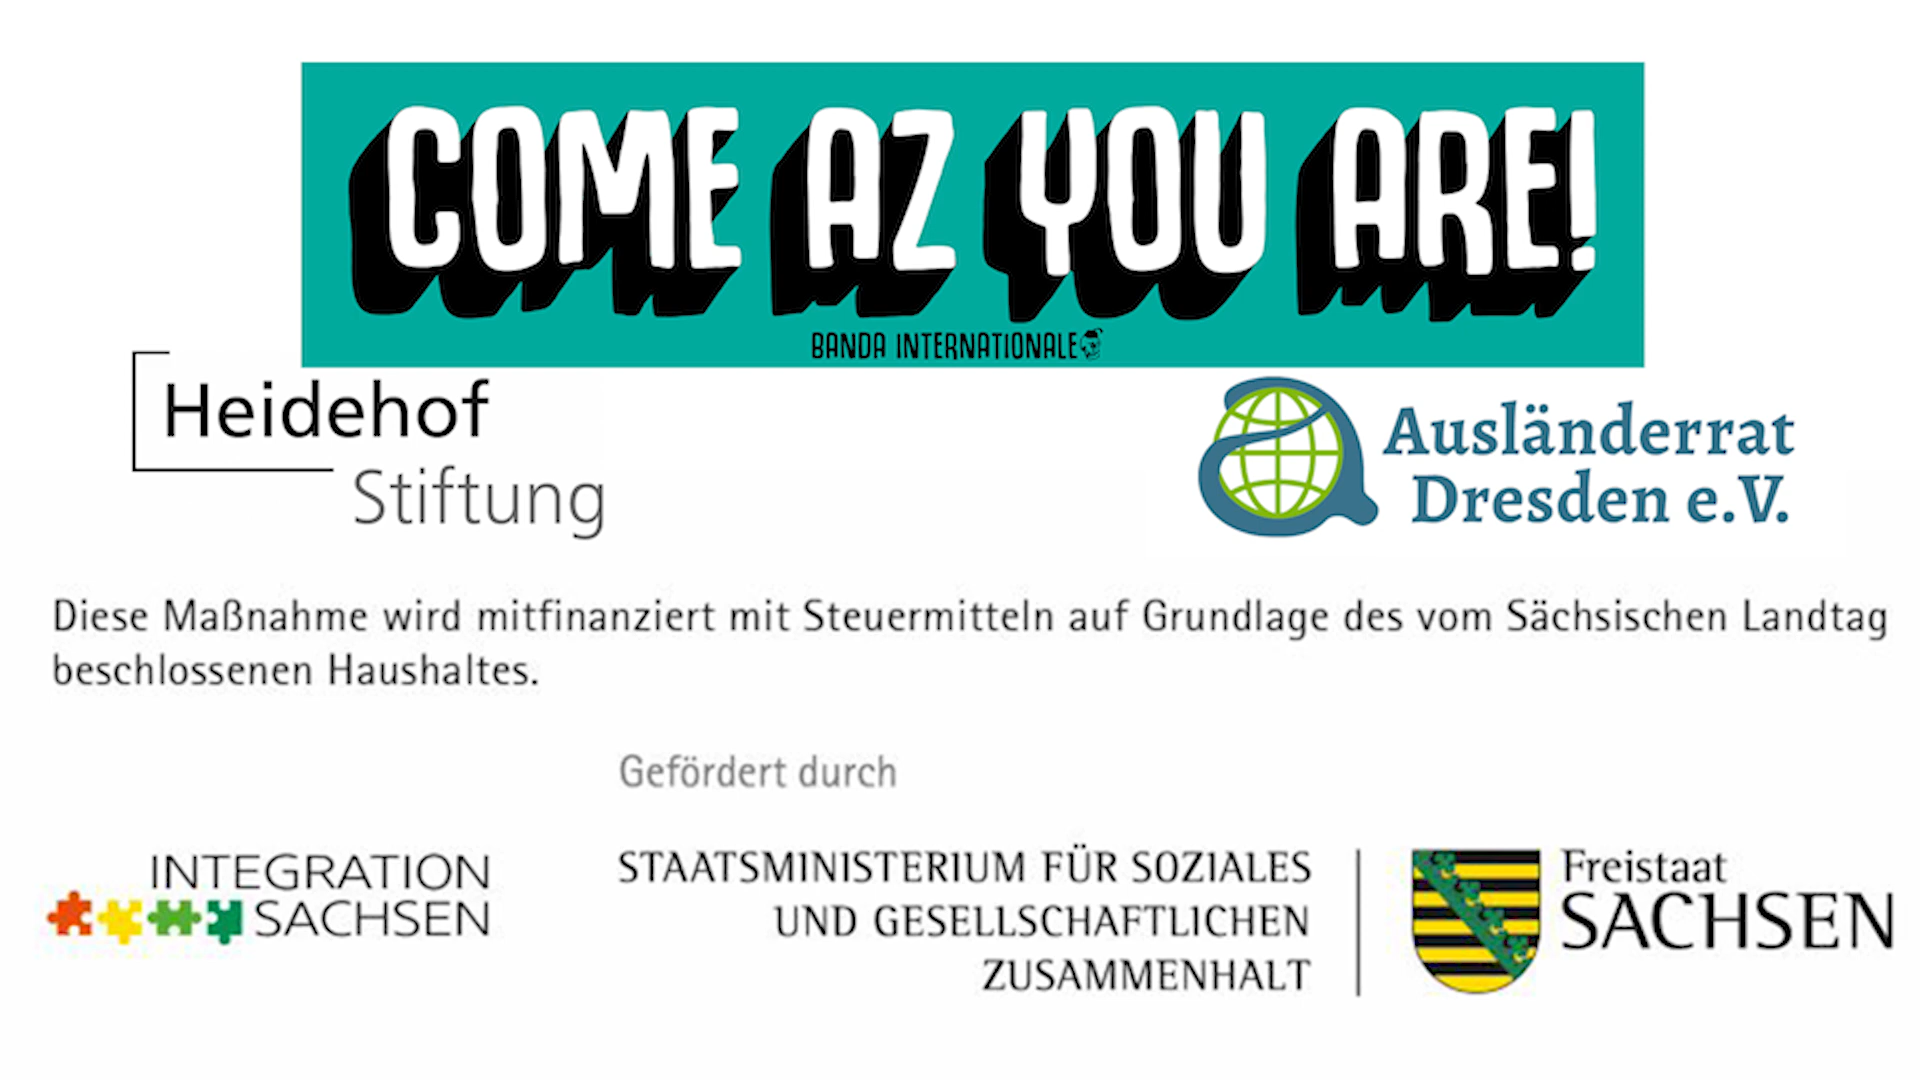 COME AZ YOU ARE!
BANDA INTERNATIONALE
Heidehof
Stiftung
Ausländerrat
Dresden e.V.
Diese Maßnahme wird mitfinanziert mit Steuermitteln auf Grundlage des vom Sächsischen Landtag
beschlossenen Haushaltes.
Gefördert durch
INTEGRATION
SACHSEN
STAATSMINISTERIUM FÜR SOZIALES
UND GESELLSCHAFTLICHEN
ZUSAMMENHALT
Freistaat
SACHSEN